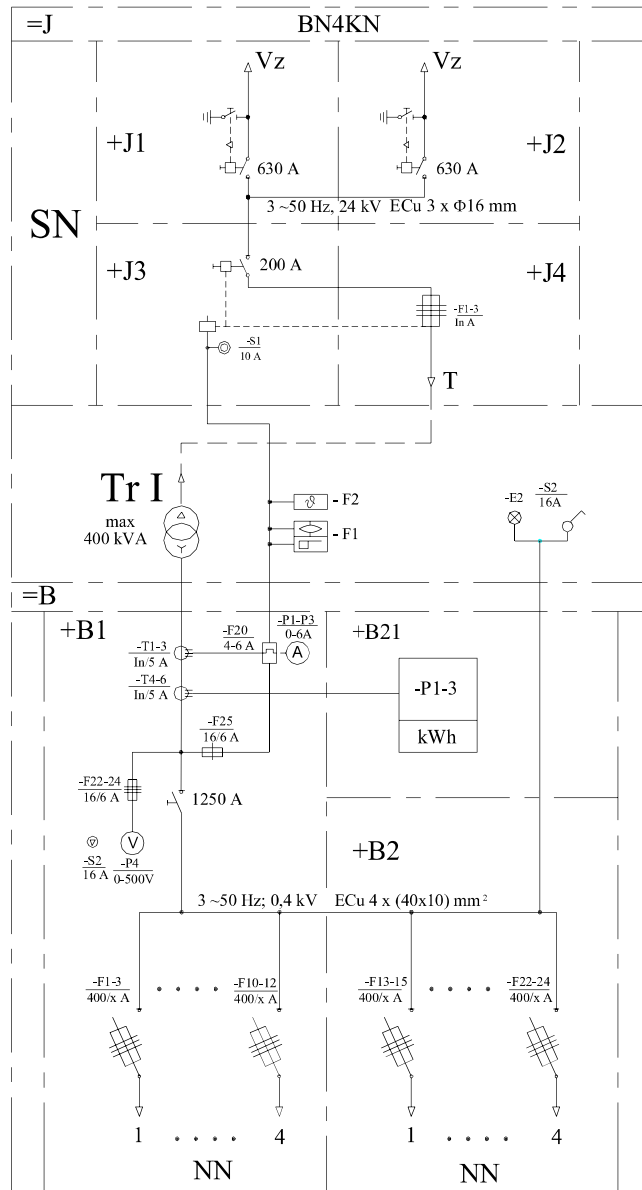 =J
BN4KN
Vz
Vz
+J1
+J2
630 A
630 A
SN
3 ~50 Hz, 24 kV ECu 3 x Φ16 mm
+J3
200 A
+J4
-F1-3
In A
-S1
10 A
T
Tr I
max
400 kVA
ϑ
- F2
- F1
-E2
-S2
16A
=B
+B1
-F20
4-6 A
-P1-P3
0-6A
A
+B21
-T1-3
In/5 A
-T4-6
In/5 A
-P1-3
kWh
-F25
16/6 A
-F22-24
16/6 A
1250 A
V
-S2
16 A
-P4
0-500V
+B2
3 ~50 Hz; 0,4 kV ECu 4 x (40x10) mm²
-F1-3
400/x A
-F10-12
400/x A
-F13-15
400/x A
-F22-24
400/x A
1
4
1
4
NN
NN